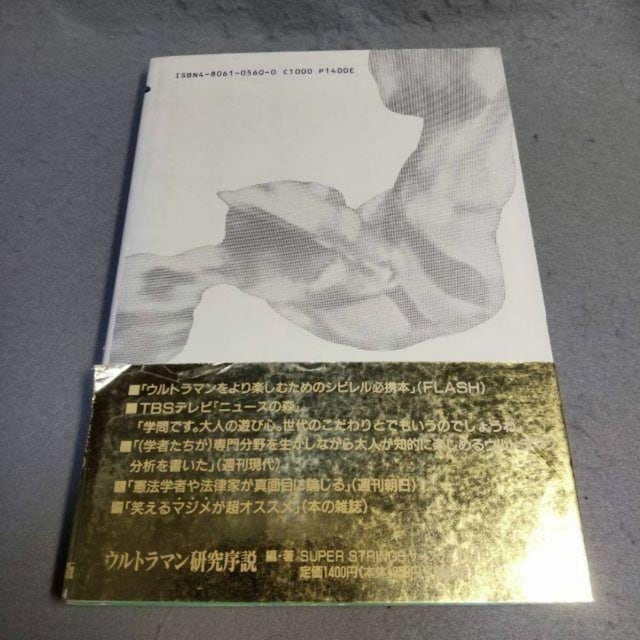 ISBN4-8061-0560-0 C1000 P1400E
■「ウルトラマンをより楽しむためのシビレル必携本」(FLASH)
■TBSテレビ「ニュースの森」
「学問です。大人の遊び心。世代のこだわりとでもいうのでしょうね
■「(学者たちが)専門分野を生かしながら大人が知的に楽しめる
分析を書いた」(週刊現代)
■「憲法学者や法律家が真面目に論じる」(週刊朝日)
■「笑えるマジメが超オススメ」(本の雑誌)
ウルトラマン研究序説 編・著 SUPER STRINGS
定価1400円(本体